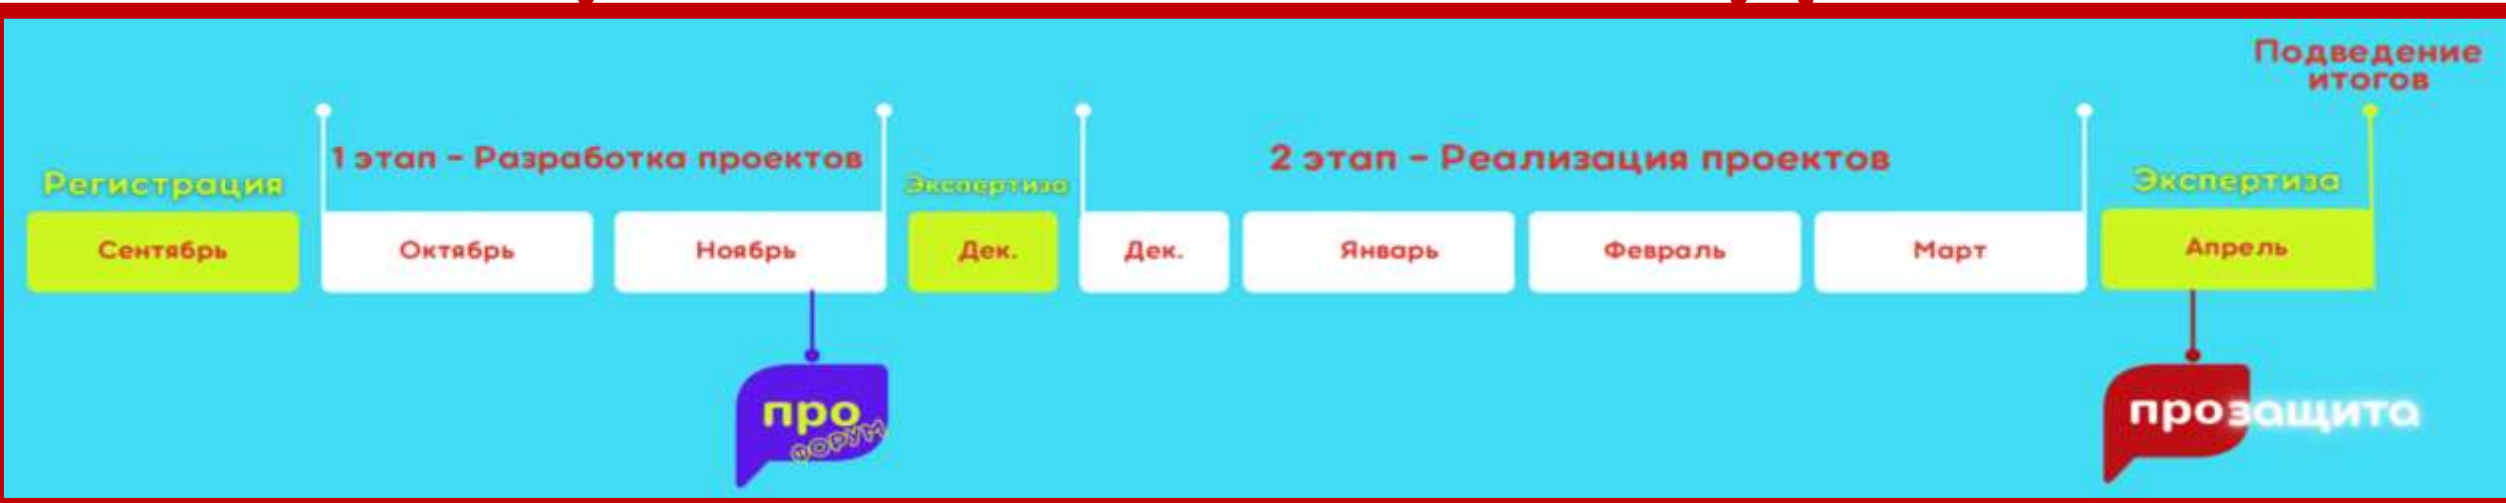 Подведение
итогов
1 этап – Разработка проектов
2 этап – Реализация проектов
Регистрация
Экспертиза
Экспертиза
Сентябрь
Октябрь
Ноябрь
Дек.
Дек.
Январь
Февраль
Март
Апрель
про
ФОРУМ
прозащита